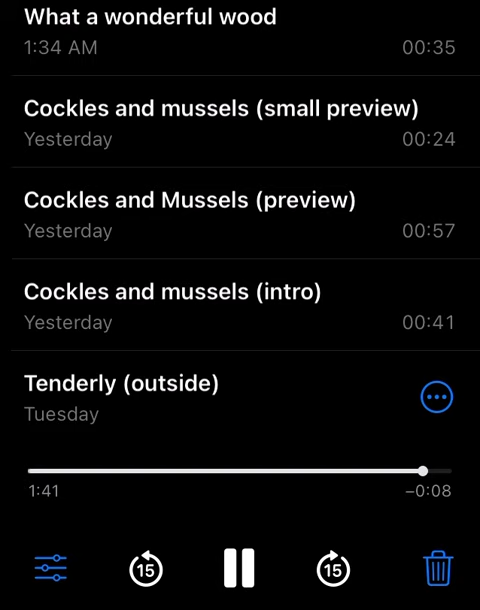 What a wonderful wood
1:34 AM 00:35
Cockles and mussels (small preview)
Yesterday 00:24
Cockles and Mussels (preview)
Yesterday 00:57
Cockles and mussels (intro)
Yesterday 00:41
Tenderly (outside)
Tuesday
1:41 –0:08
15 15